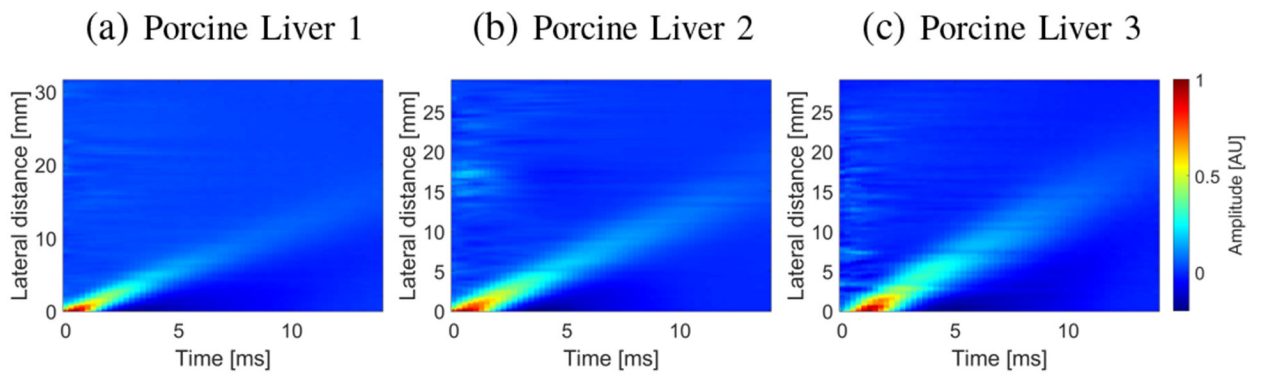 (a) Porcine Liver 1
(b) Porcine Liver 2
(c) Porcine Liver 3
Lateral distance [mm]
30
20
10
0
0 5 10
Time [ms]
Lateral distance [mm]
25
20
15
10
5
0
0 5 10
Time [ms]
Lateral distance [mm]
25
20
15
10
5
0
0 5 10
Time [ms]
1
0.5
0
Amplitude [AU]